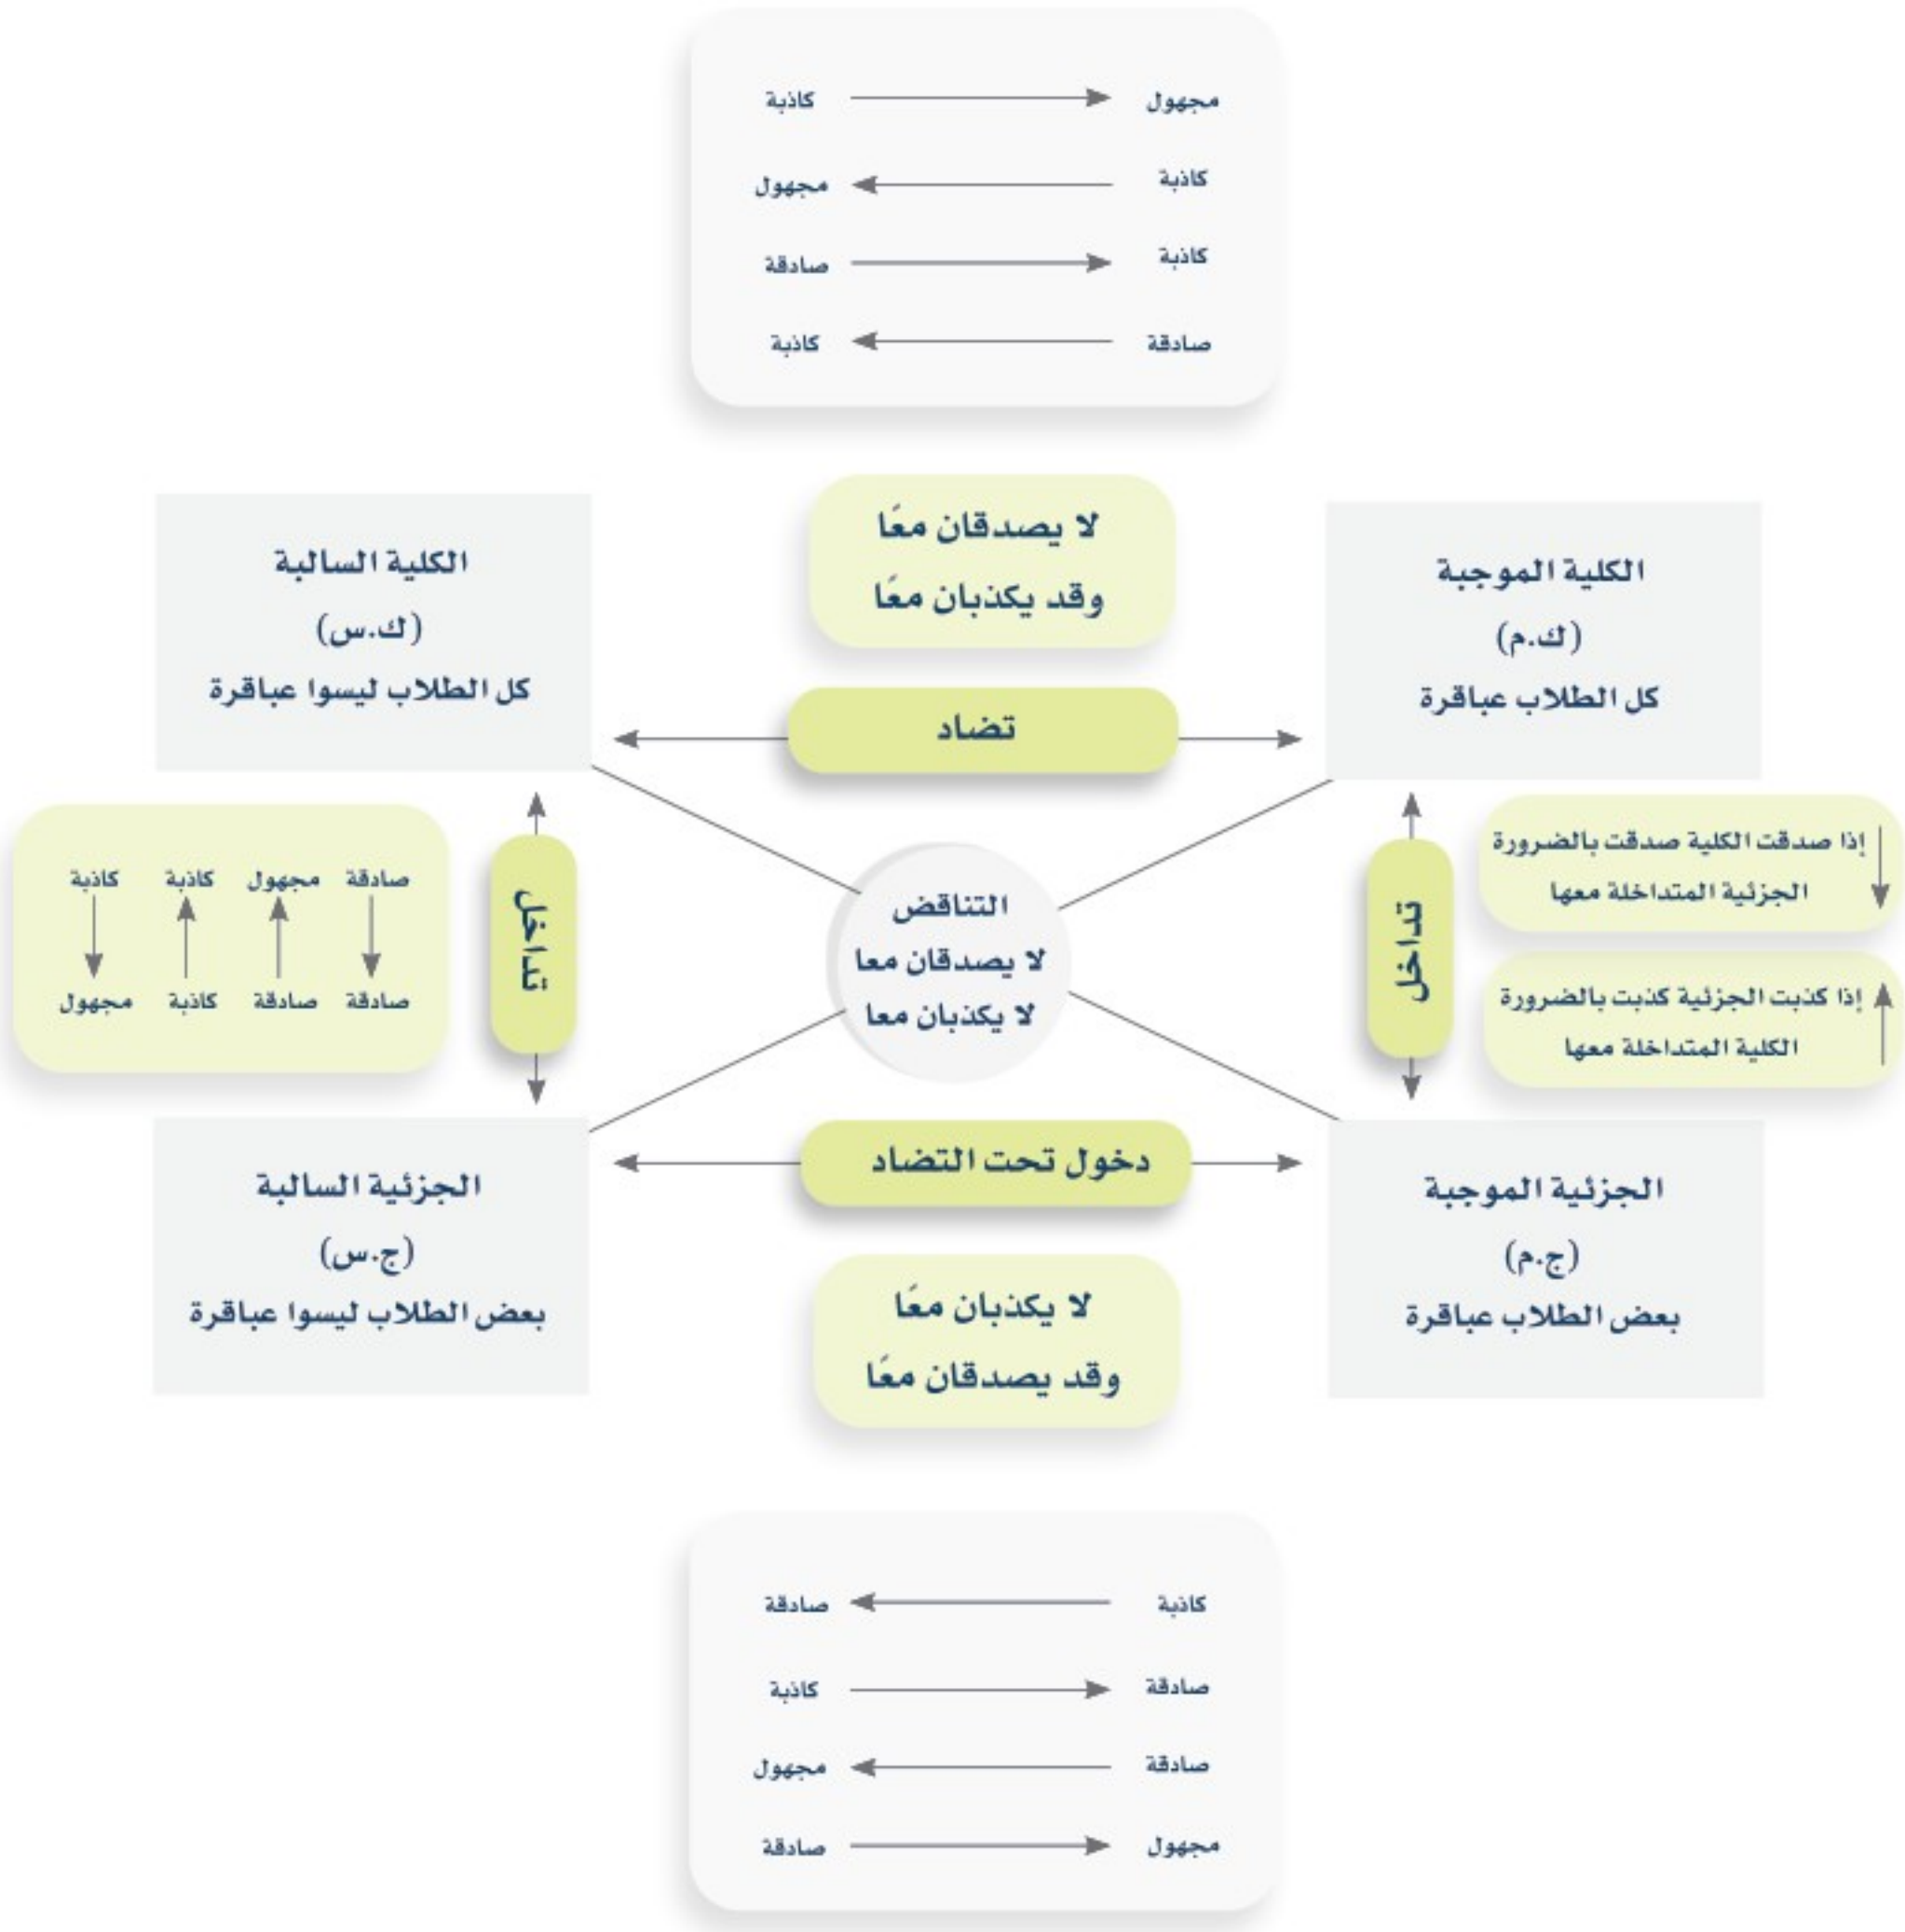 مجهول كاذبة
كاذبة مجهول
كاذبة صادقة
صادقة كاذبة
لا يصدقان معًا
وقد يكذبان معًا
الكلية الموجبة
(ك.م)
كل الطلاب عباقرة
تضاد
الكلية السالبة
(ك.س)
كل الطلاب ليسوا عباقرة
إذا صدقت الكلية صدقت بالضرورة
الجزئية المتداخلة معها
إذا كذبت الجزئية كذبت بالضرورة
الكلية المتداخلة معها
تداخل
التناقض
لا يصدقان معا
لا يكذبان معا
تداخل
صادقة مجهول كاذبة كاذبة
صادقة صادقة كاذبة مجهول
الجزئية الموجبة
(ج.م)
بعض الطلاب عباقرة
دخول تحت التضاد
الجزئية السالبة
(ج.س)
بعض الطلاب ليسوا عباقرة
لا يكذبان معًا
وقد يصدقان معًا
كاذبة صادقة
صادقة كاذبة
صادقة مجهول
مجهول صادقة